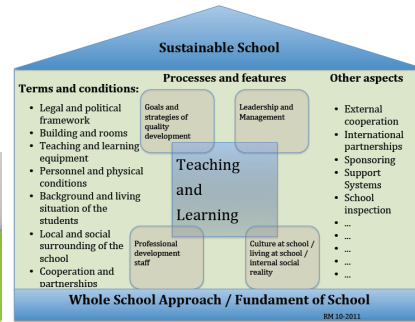 Sustainable School
Processes and features
Terms and conditions:
• Legal and political
framework
• Building and rooms
• Teaching and learning
equipment
• Personnel and physical
conditions
• Background and living
situation of the
students
• Local and social
surrounding of the
school
• Cooperation and
partnerships
Goals and
strategies of
quality
development
Leadership and
Management
Teaching
and
Learning
Professional
development
staff
Culture at school /
living at school /
internal social
reality
Other aspects
• External
cooperation
• International
partnerships
• Sponsoring
• Support
Systems
• School
inspection
• ...
• ...
• ...
• ...
• ...
Whole School Approach / Fundament of School
RM 10-2011